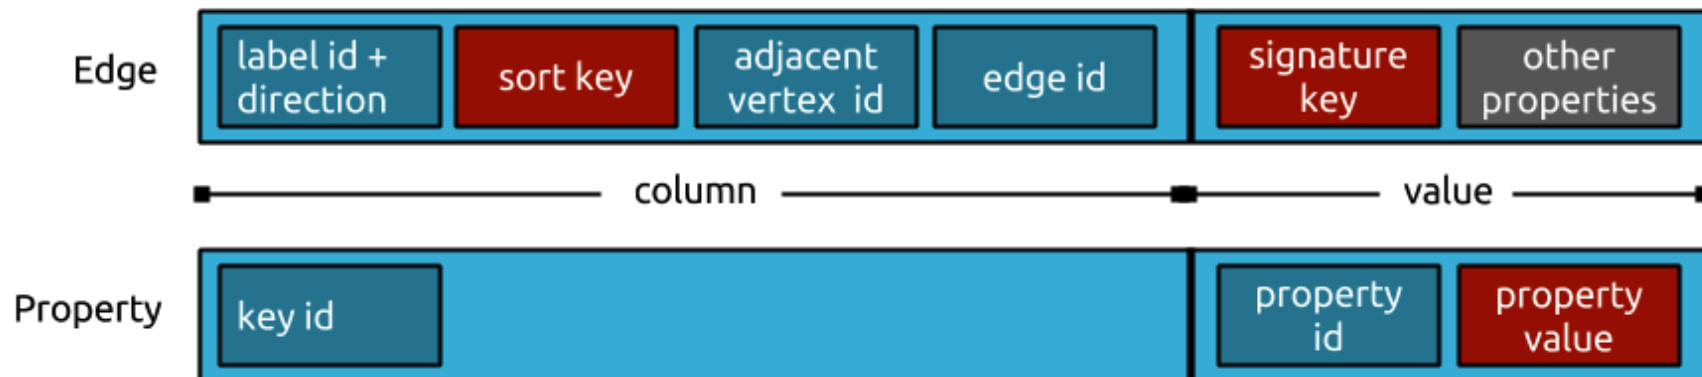 Edge
label id +
direction
sort key
adjacent
vertex id
edge id
signature
key
other
properties
column
value
Property
key id
property
id
property
value